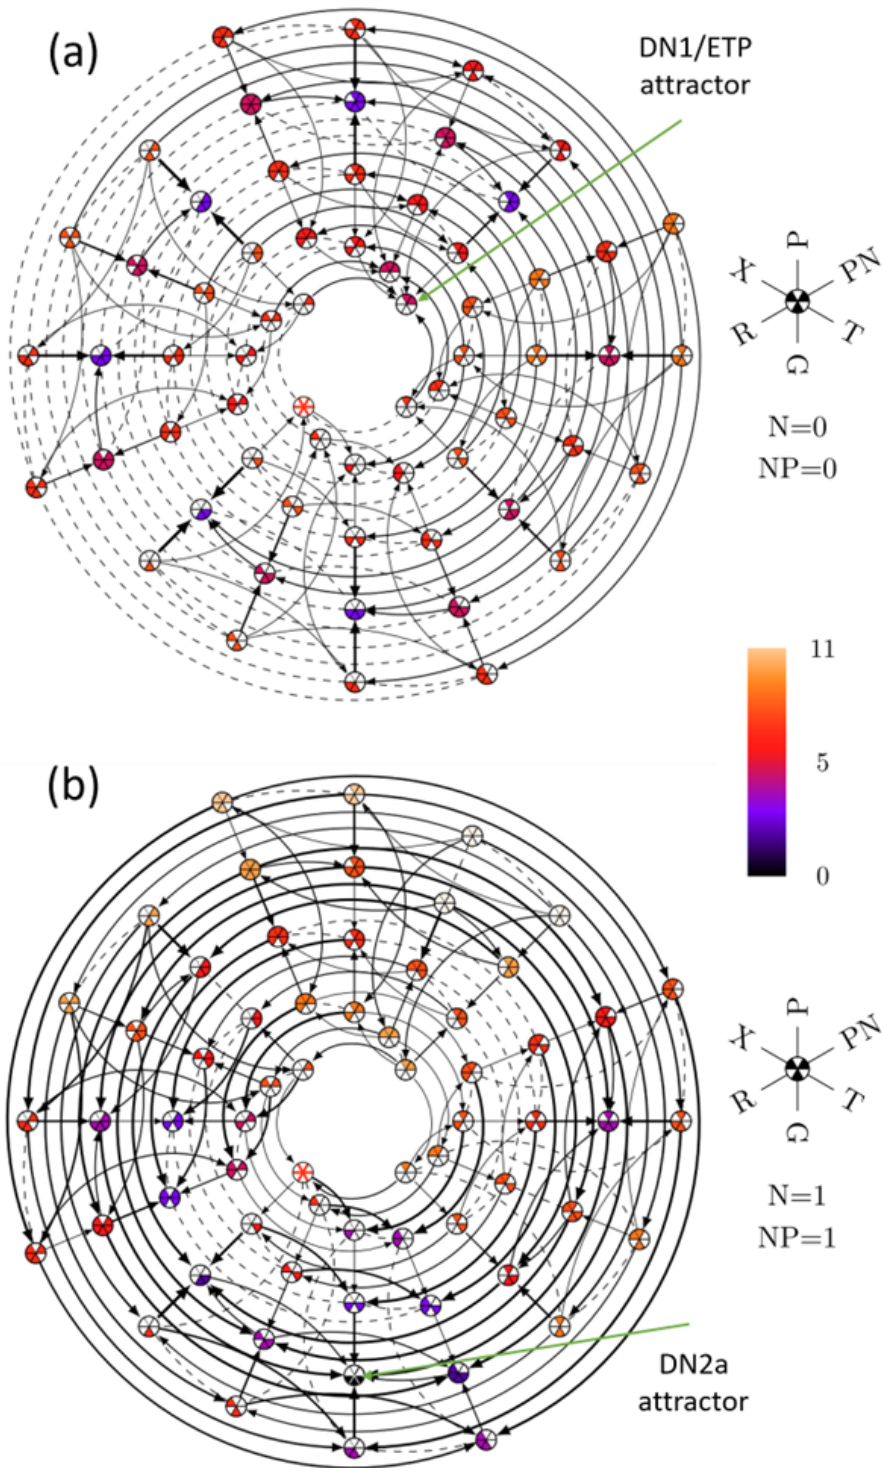 (a)
DN1/ETP
attractor
P
PN
X
R
T
G
N=0
NP=0
11
5
0
(b)
P
PN
X
R
T
G
N=1
NP=1
DN2a
attractor